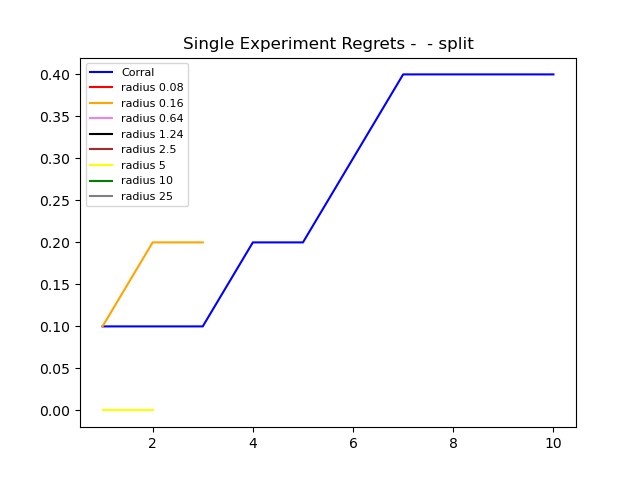 Single Experiment Regrets -  - split
0.40
0.35
0.30
0.25
0.20
0.15
0.10
0.05
0.00
Corral
radius 0.08
radius 0.16
radius 0.64
radius 1.24
radius 2.5
radius 5
radius 10
radius 25
2 4 6 8 10